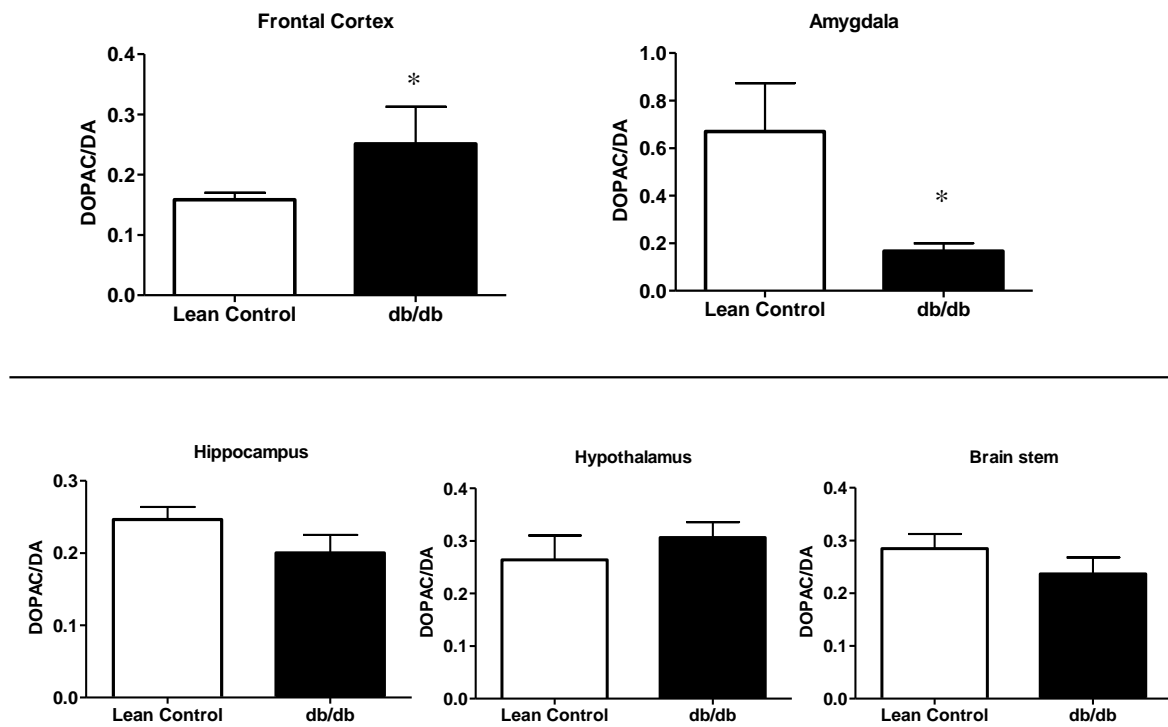 Frontal Cortex
DOPAC/DA
0.4
0.3
0.2
0.1
0.0
*
Lean Control db/db
Amygdala
DOPAC/DA
1.0
0.8
0.6
0.4
0.2
0.0
*
Lean Control db/db
Hippocampus
DOPAC/DA
0.3
0.2
0.1
0.0
Lean Control db/db
Hypothalamus
DOPAC/DA
0.4
0.3
0.2
0.1
0.0
Lean Control db/db
Brain stem
DOPAC/DA
0.4
0.3
0.2
0.1
0.0
Lean Control db/db